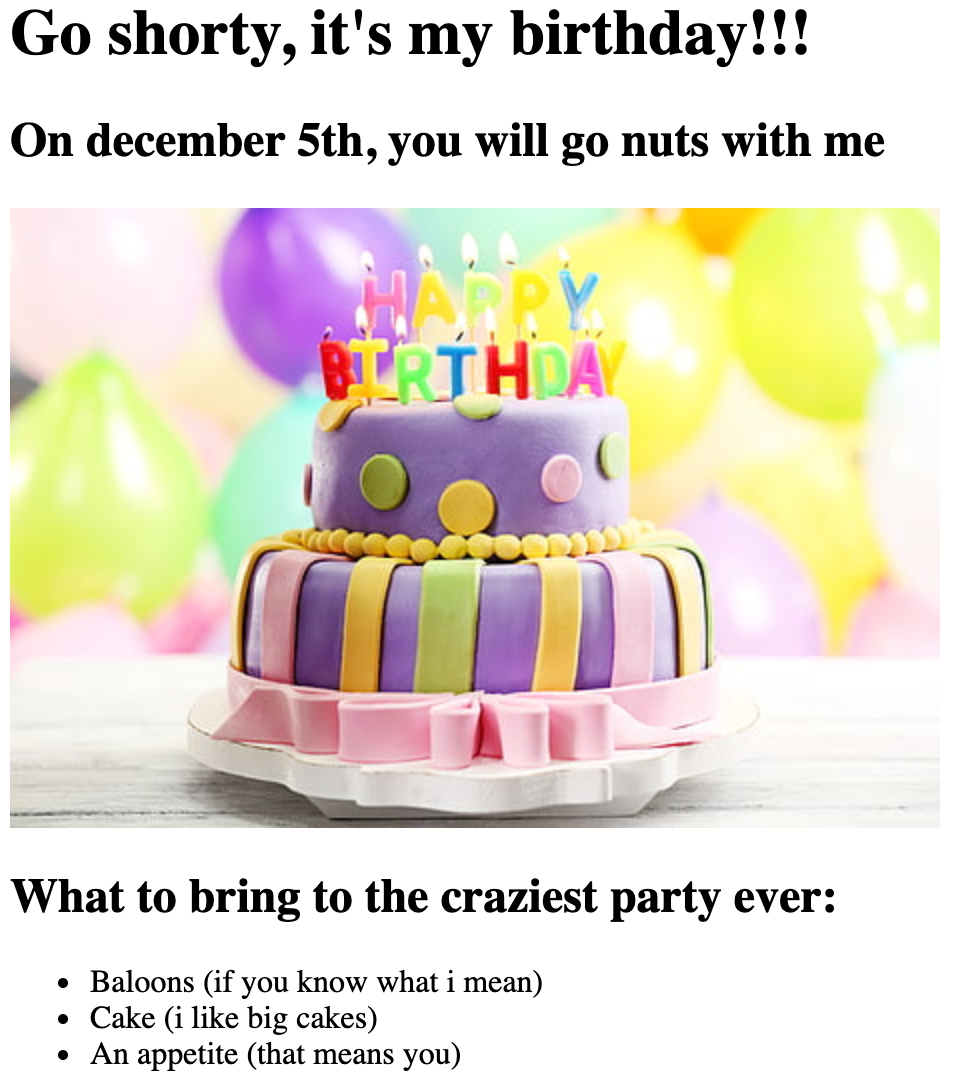 Go shorty, it's my birthday!!!
On december 5th, you will go nuts with me
HAPPY
BIRTHDAY
What to bring to the craziest party ever:
• Baloons (if you know what i mean)
• Cake (i like big cakes)
• An appetite (that means you)